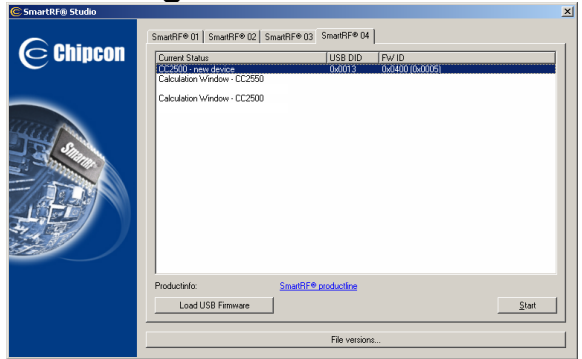 SmartRF® Studio
Chipcon
SmartRF® 01 SmartRF® 02 SmartRF® 03 SmartRF® 04
Current Status USB DID FW ID
CC2500 - new device 0x0013 0x0400 (0x0005)
Calculation Window - CC2550
Calculation Window - CC2500
SmartRF
Productinfo: SmartRF® productline
Load USB Firmware Start
File versions...